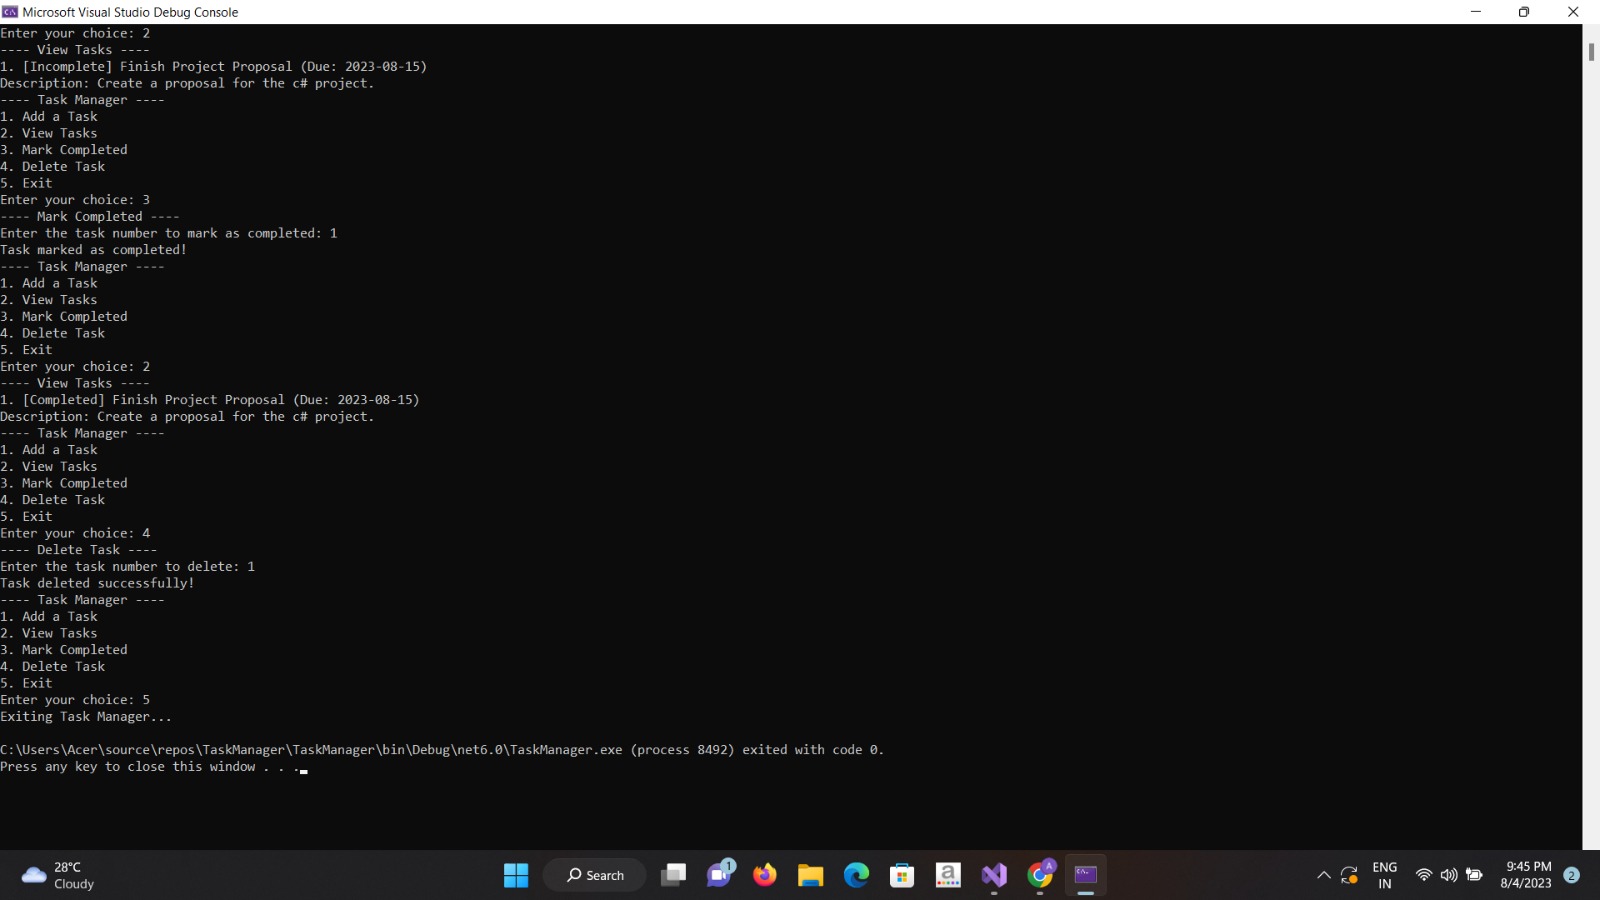 Microsoft Visual Studio Debug Console
Enter your choice: 2
---- View Tasks ----
1. [Incomplete] Finish Project Proposal (Due: 2023-08-15)
Description: Create a proposal for the c# project.
---- Task Manager ----
1. Add a Task
2. View Tasks
3. Mark Completed
4. Delete Task
5. Exit
Enter your choice: 3
---- Mark Completed ----
Enter the task number to mark as completed: 1
Task marked as completed!
---- Task Manager ----
1. Add a Task
2. View Tasks
3. Mark Completed
4. Delete Task
5. Exit
Enter your choice: 2
---- View Tasks ----
1. [Completed] Finish Project Proposal (Due: 2023-08-15)
Description: Create a proposal for the c# project.
---- Task Manager ----
1. Add a Task
2. View Tasks
3. Mark Completed
4. Delete Task
5. Exit
Enter your choice: 4
---- Delete Task ----
Enter the task number to delete: 1
Task deleted successfully!
---- Task Manager ----
1. Add a Task
2. View Tasks
3. Mark Completed
4. Delete Task
5. Exit
Enter your choice: 5
Exiting Task Manager...
C:\Users\Acer\source\repos\TaskManager\TaskManager\bin\Debug\net6.0\TaskManager.exe (process 8492) exited with code 0.
Press any key to close this window . . .
28°C
Cloudy
Search
1
a
A
ENG
IN
9:45 PM
8/4/2023
2